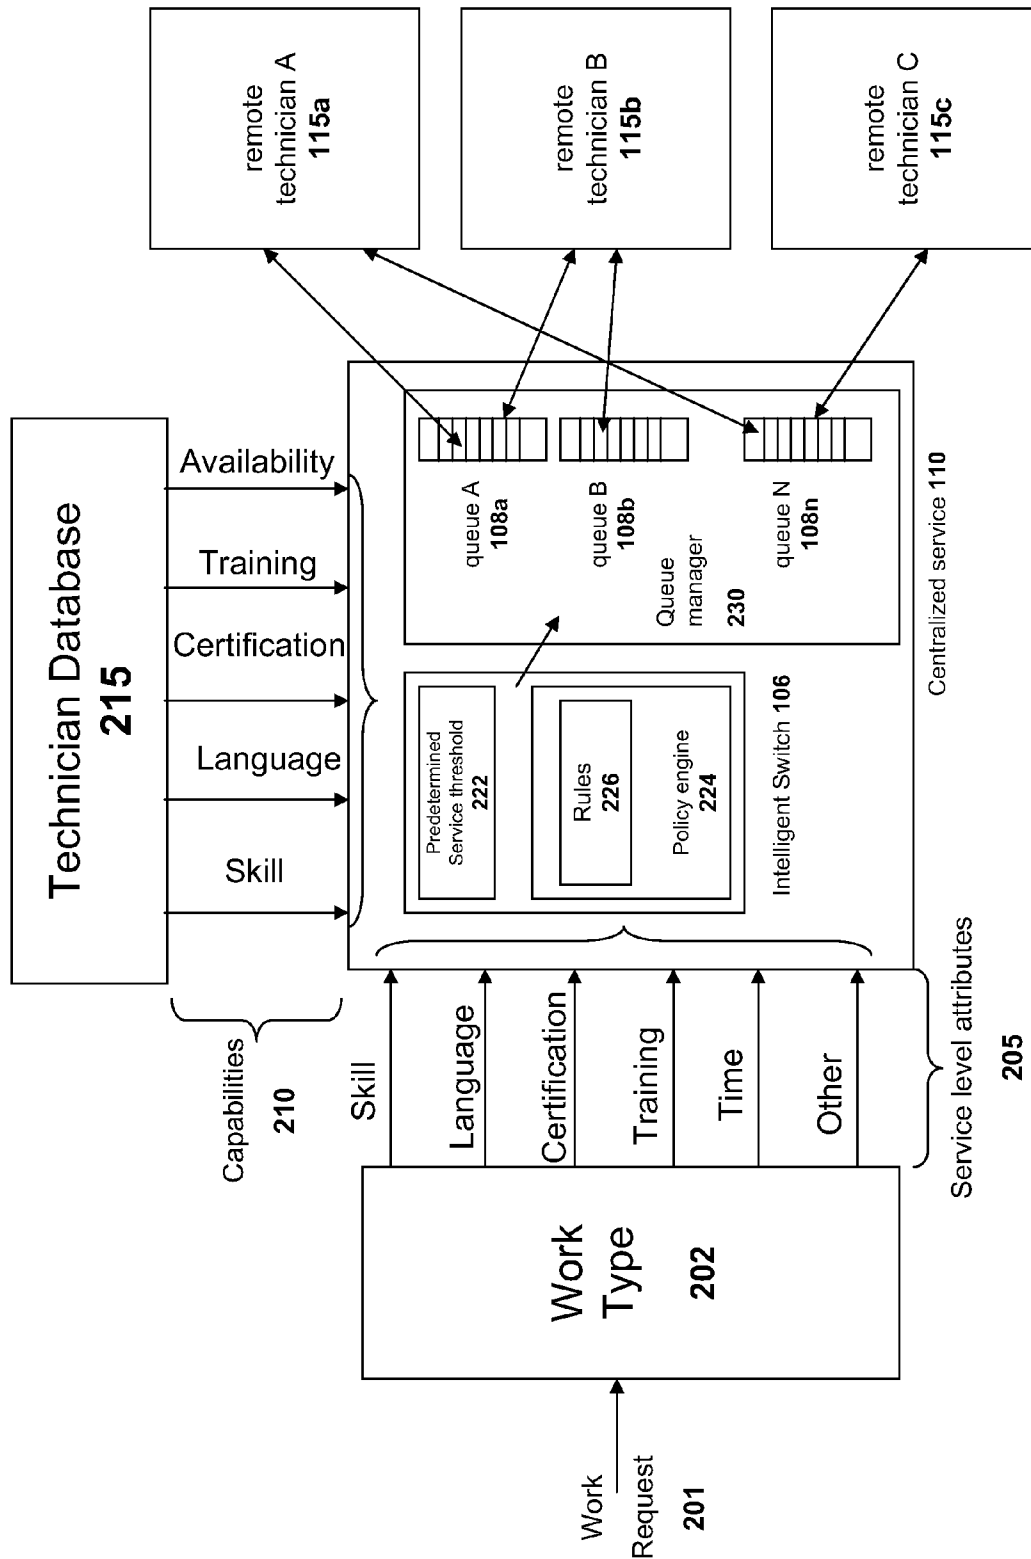 Technician Database
215
Capabilities
210
Skill
Language
Certification
Training
Availability
Work
Request
201
Work
Type
202
Skill
Language
Certification
Training
Time
Other
Service level attributes
205
Predetermined
Service threshold
222
Rules
226
Policy engine
224
Intelligent Switch 106
queue A
108a
queue B
108b
queue N
108n
Queue
manager
230
Centralized service 110
remote
technician A
115a
remote
technician B
115b
remote
technician C
115c